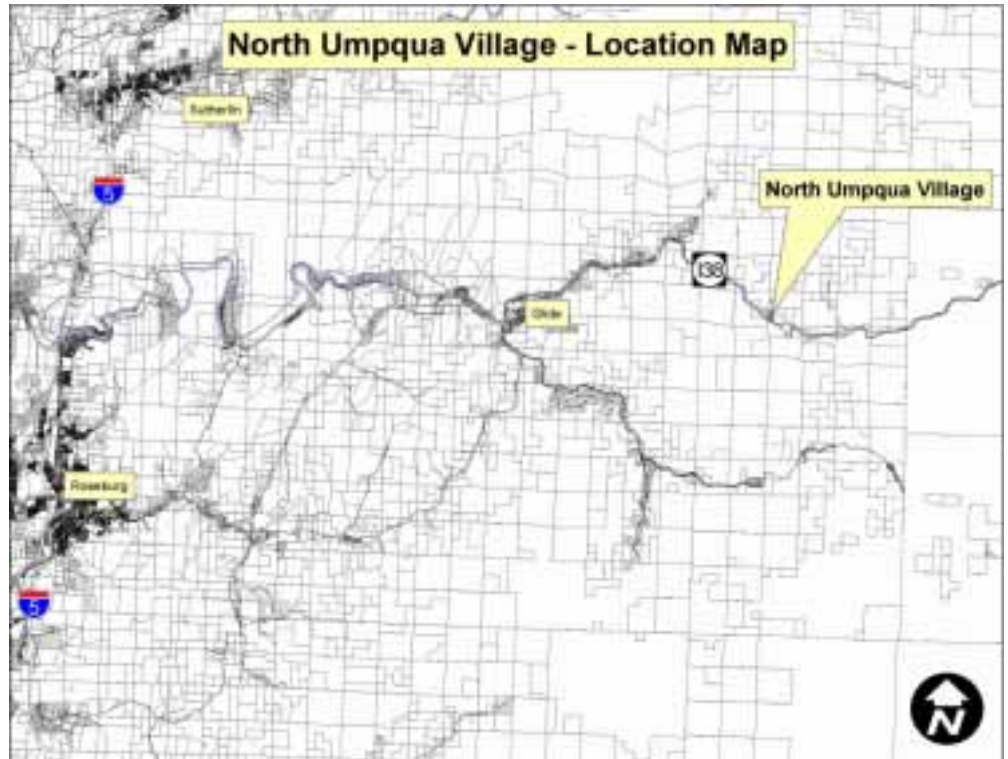 North Umpqua Village - Location Map
Sutherlin
5
North Umpqua Village
138
Glide
Roseburg
5
N